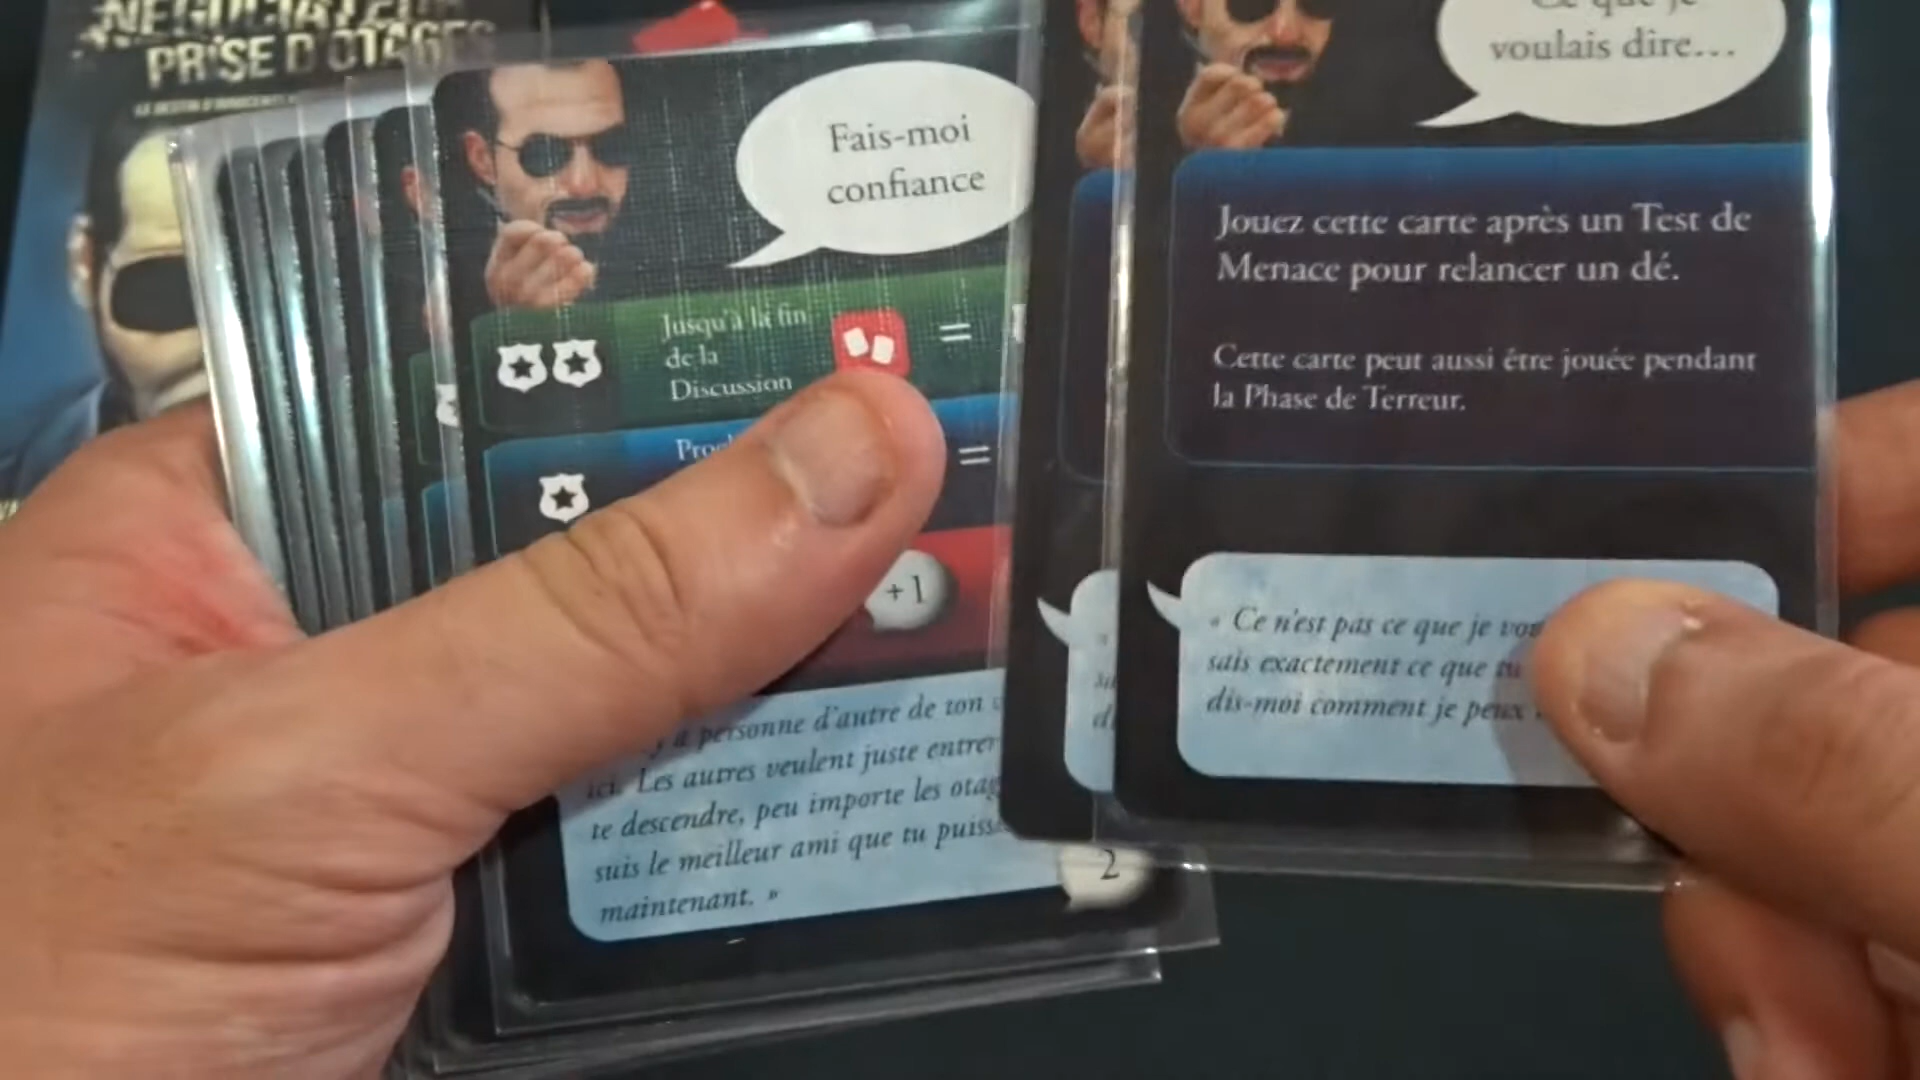 NÉGOCIATEUR
PRISE D'OTAGES
Fais-moi
confiance
Jusqu'à la fin
de la
Discussion
=
=
+1
personne d'autre de ton
ici. Les autres veulent juste entrer
te descendre, peu importe les
suis le meilleur ami que tu
maintenant. »
2
Ce que je
voulais dire...
Jouez cette carte après un Test de
Menace pour relancer un dé.
Cette carte peut aussi être jouée pendant
la Phase de Terreur.
« Ce n'est pas ce que je
sais exactement ce que tu
dis-moi comment je peux